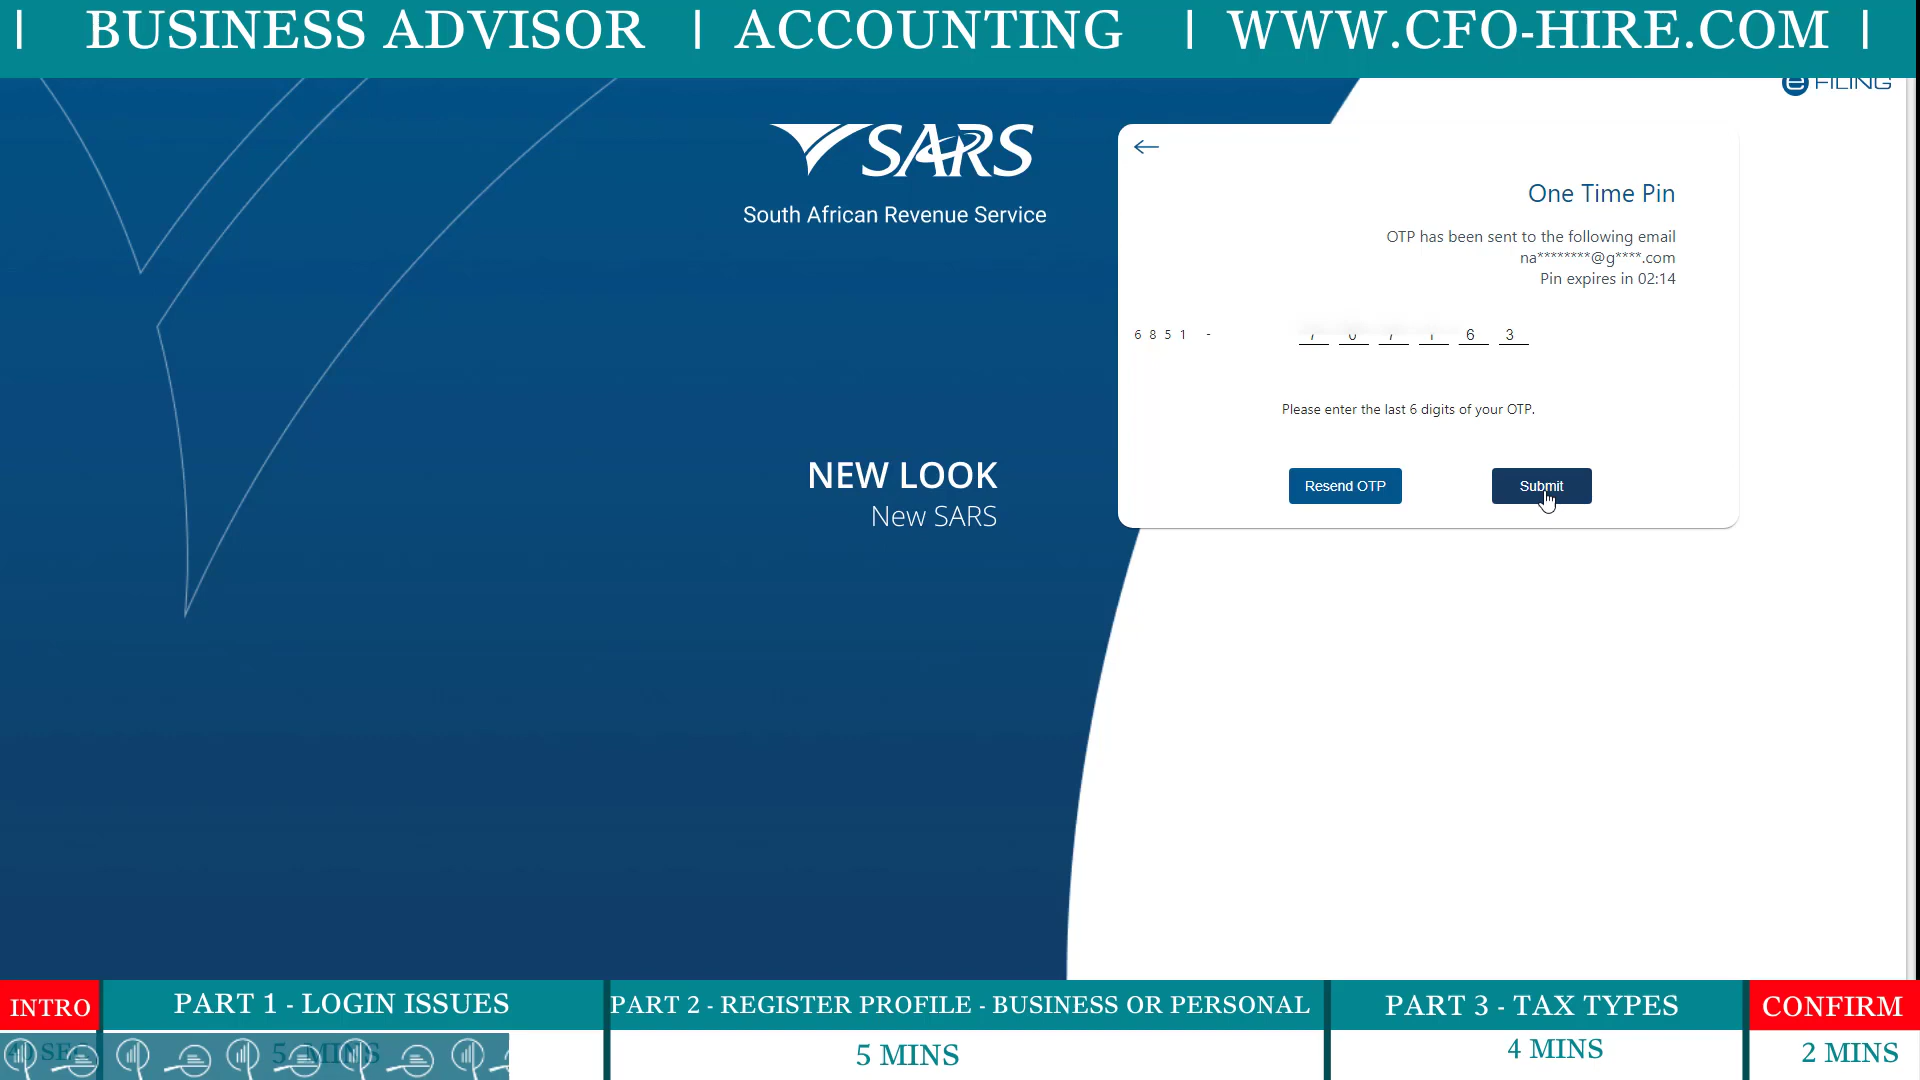 | BUSINESS ADVISOR | ACCOUNTING | WWW.CFO-HIRE.COM |
e FILING
SARS
South African Revenue Service
One Time Pin
OTP has been sent to the following email
na********@g****.com
Pin expires in 02:14
6 8 5 1 -
6 3
Please enter the last 6 digits of your OTP.
Resend OTP
Submit
NEW LOOK
New SARS
INTRO
PART 1 - LOGIN ISSUES
PART 2 - REGISTER PROFILE - BUSINESS OR PERSONAL
PART 3 - TAX TYPES
CONFIRM
SEC
5 MINS
5 MINS
4 MINS
2 MINS